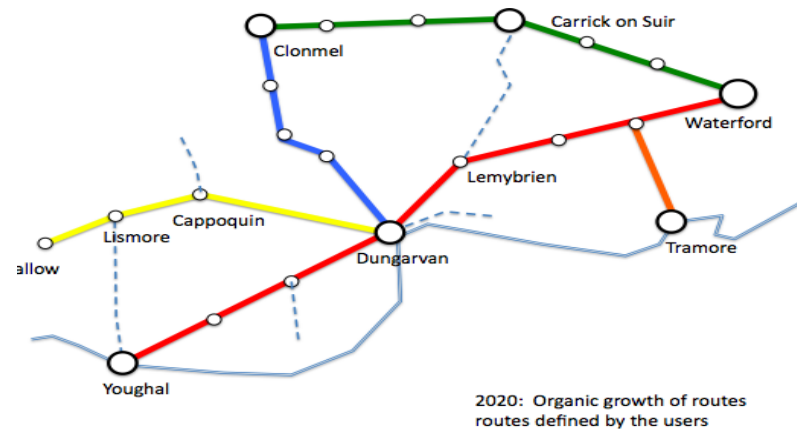 Carrick on Suir
Clonmel
Waterford
Lemybrien
Cappoquin
Lismore
Tramore
Dungarvan
allow
Youghal
2020: Organic growth of routes
routes defined by the users